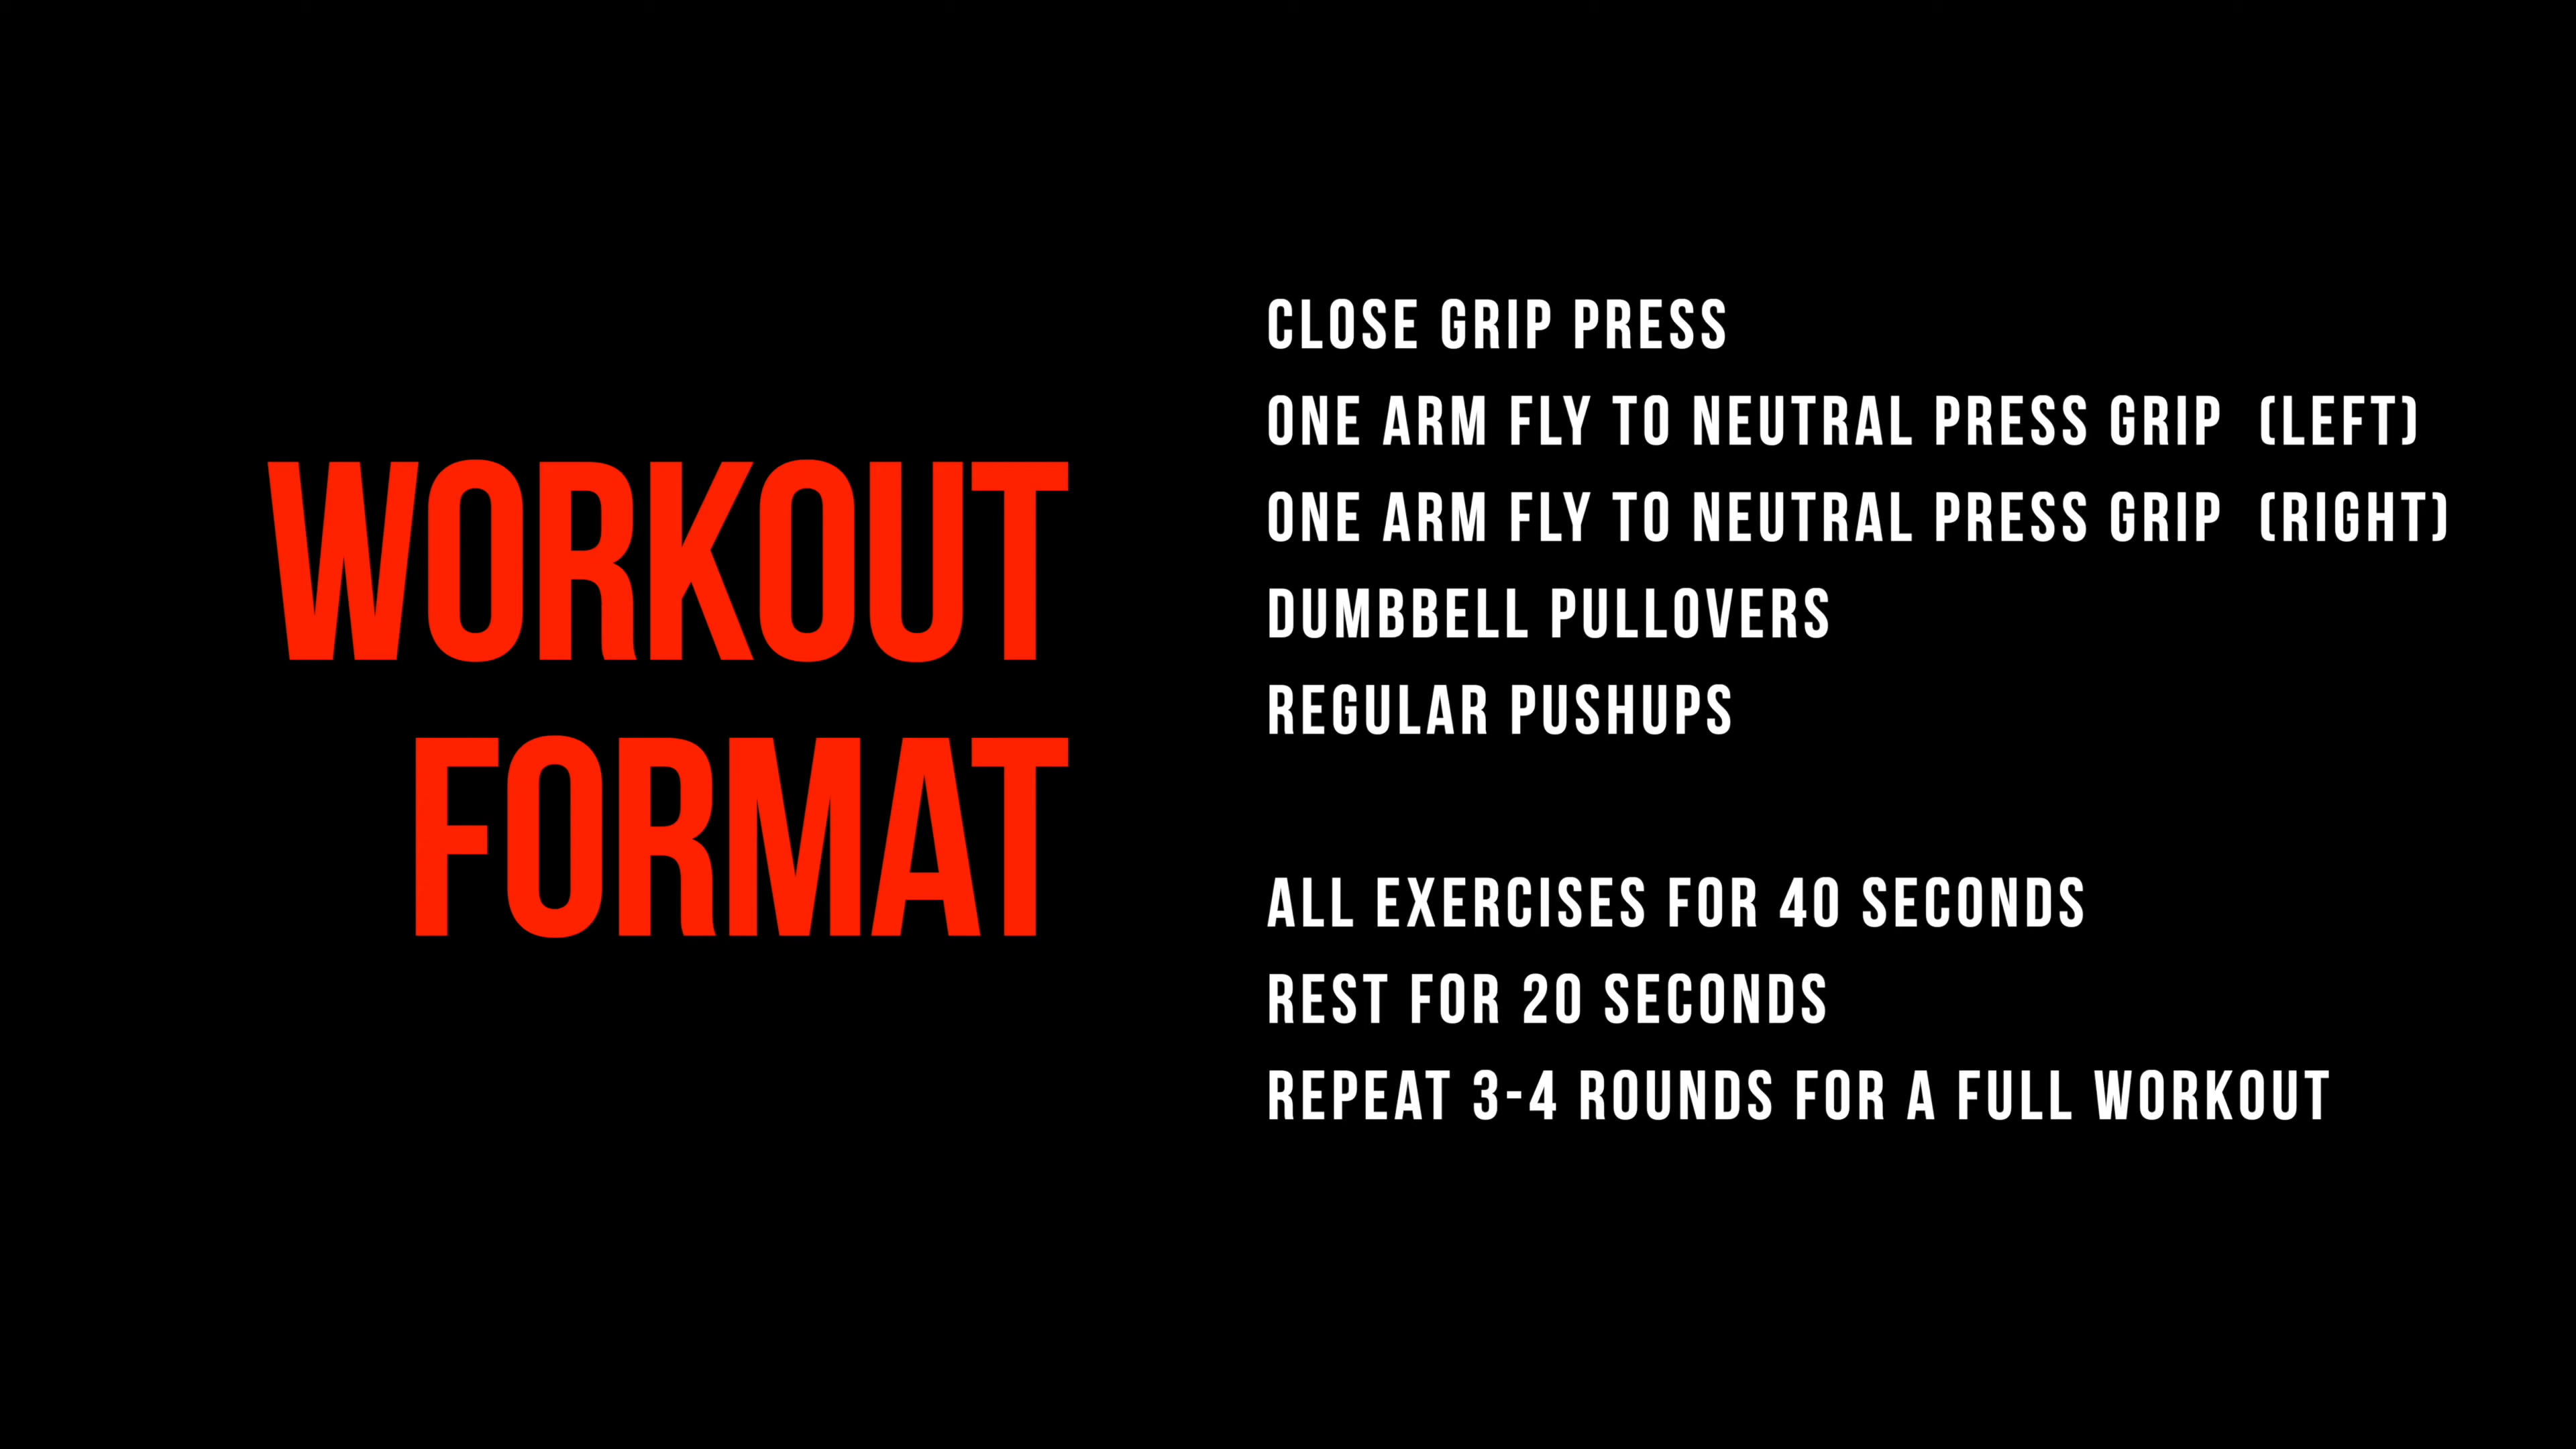 WORKOUT
FORMAT
CLOSE GRIP PRESS
ONE ARM FLY TO NEUTRAL PRESS GRIP (LEFT)
ONE ARM FLY TO NEUTRAL PRESS GRIP (RIGHT)
DUMBBELL PULLOVERS
REGULAR PUSHUPS
ALL EXERCISES FOR 40 SECONDS
REST FOR 20 SECONDS
REPEAT 3-4 ROUNDS FOR A FULL WORKOUT